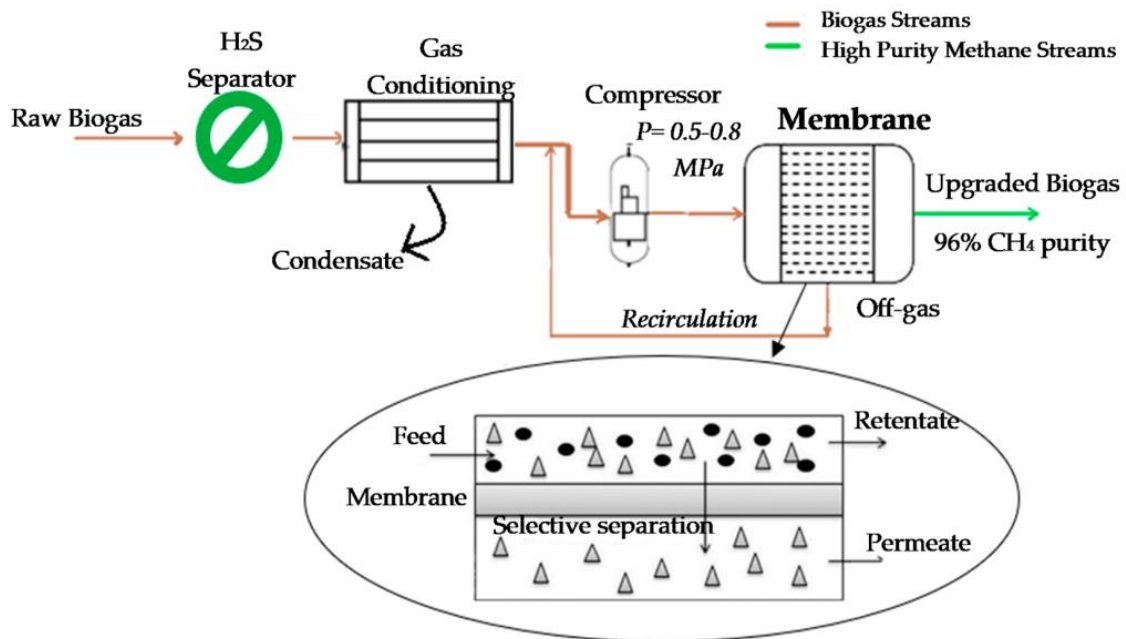 Biogas Streams
High Purity Methane Streams
H₂S
Separator
Gas
Conditioning
Raw Biogas
Compressor
P= 0.5-0.8
MPa
Membrane
Upgraded Biogas
96% CH₄ purity
Condensate
Recirculation
Off-gas
Feed
Retentate
Membrane
Selective separation
Permeate